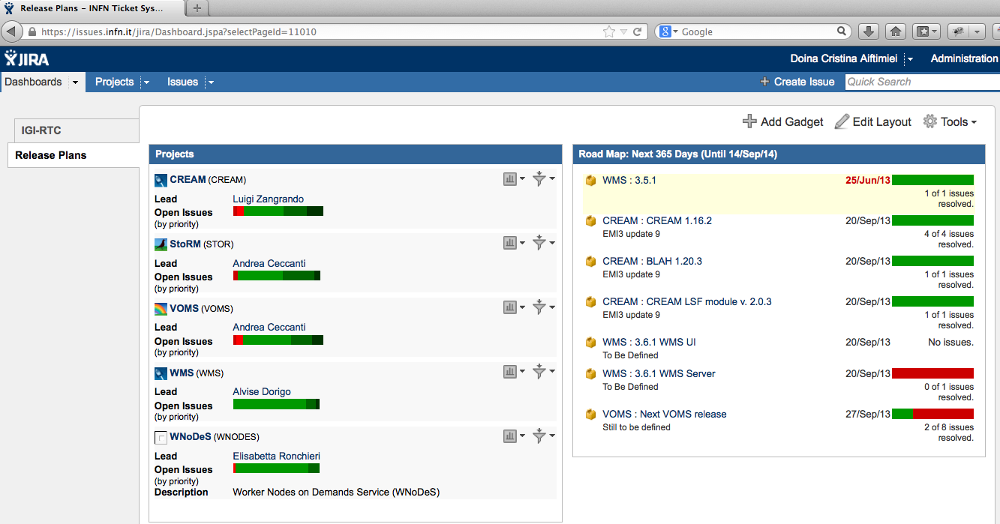 Release Plans – INFN Ticket Sys...
https://issues.infn.it/jira/Dashboard.jspa?selectPageId=11010
Google
JIRA
Doina Cristina Aiftimiei
Administration
Dashboards
Projects
Issues
Create Issue
Quick Search
Add Gadget
Edit Layout
Tools
IGI-RTC
Release Plans
Projects
CREAM (CREAM)
Lead Luigi Zangrando
Open Issues
(by priority)
StoRM (STOR)
Lead Andrea Ceccanti
Open Issues
(by priority)
VOMS (VOMS)
Lead Andrea Ceccanti
Open Issues
(by priority)
WMS (WMS)
Lead Alvise Dorigo
Open Issues
(by priority)
WNoDeS (WNODES)
Lead Elisabetta Ronchieri
Open Issues
(by priority)
Description Worker Nodes on Demands Service (WNoDeS)
Road Map: Next 365 Days (Until 14/Sep/14)
WMS : 3.5.1 25/Jun/13
1 of 1 issues
resolved.
CREAM : CREAM 1.16.2 20/Sep/13
EMI3 update 9 4 of 4 issues
resolved.
CREAM : BLAH 1.20.3 20/Sep/13
EMI3 update 9 1 of 1 issues
resolved.
CREAM : CREAM LSF module v. 2.0.3 20/Sep/13
EMI3 update 9 1 of 1 issues
resolved.
WMS : 3.6.1 WMS UI 20/Sep/13 No issues.
To Be Defined
WMS : 3.6.1 WMS Server 20/Sep/13
To Be Defined 0 of 1 issues
resolved.
VOMS : Next VOMS release 27/Sep/13
Still to be defined 2 of 8 issues
resolved.